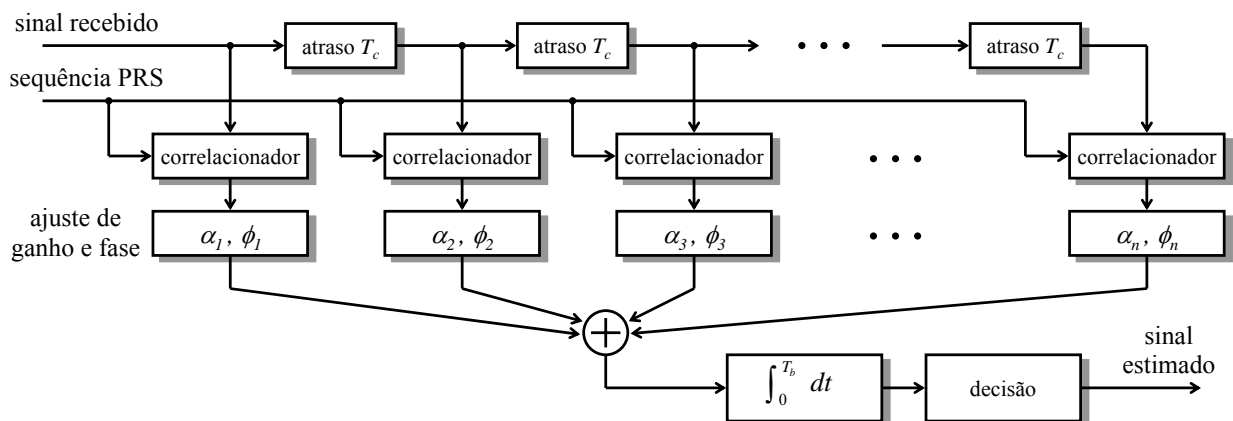 sinal recebido
atraso T_c
atraso T_c
• • •
atraso T_c
sequência PRS
correlacionador
correlacionador
correlacionador
• • •
correlacionador
ajuste de
ganho e fase
α_1, ϕ_1
α_2, ϕ_2
α_3, ϕ_3
• • •
α_n, ϕ_n
+
∫_0^{T_b} dt
decisão
sinal
estimado